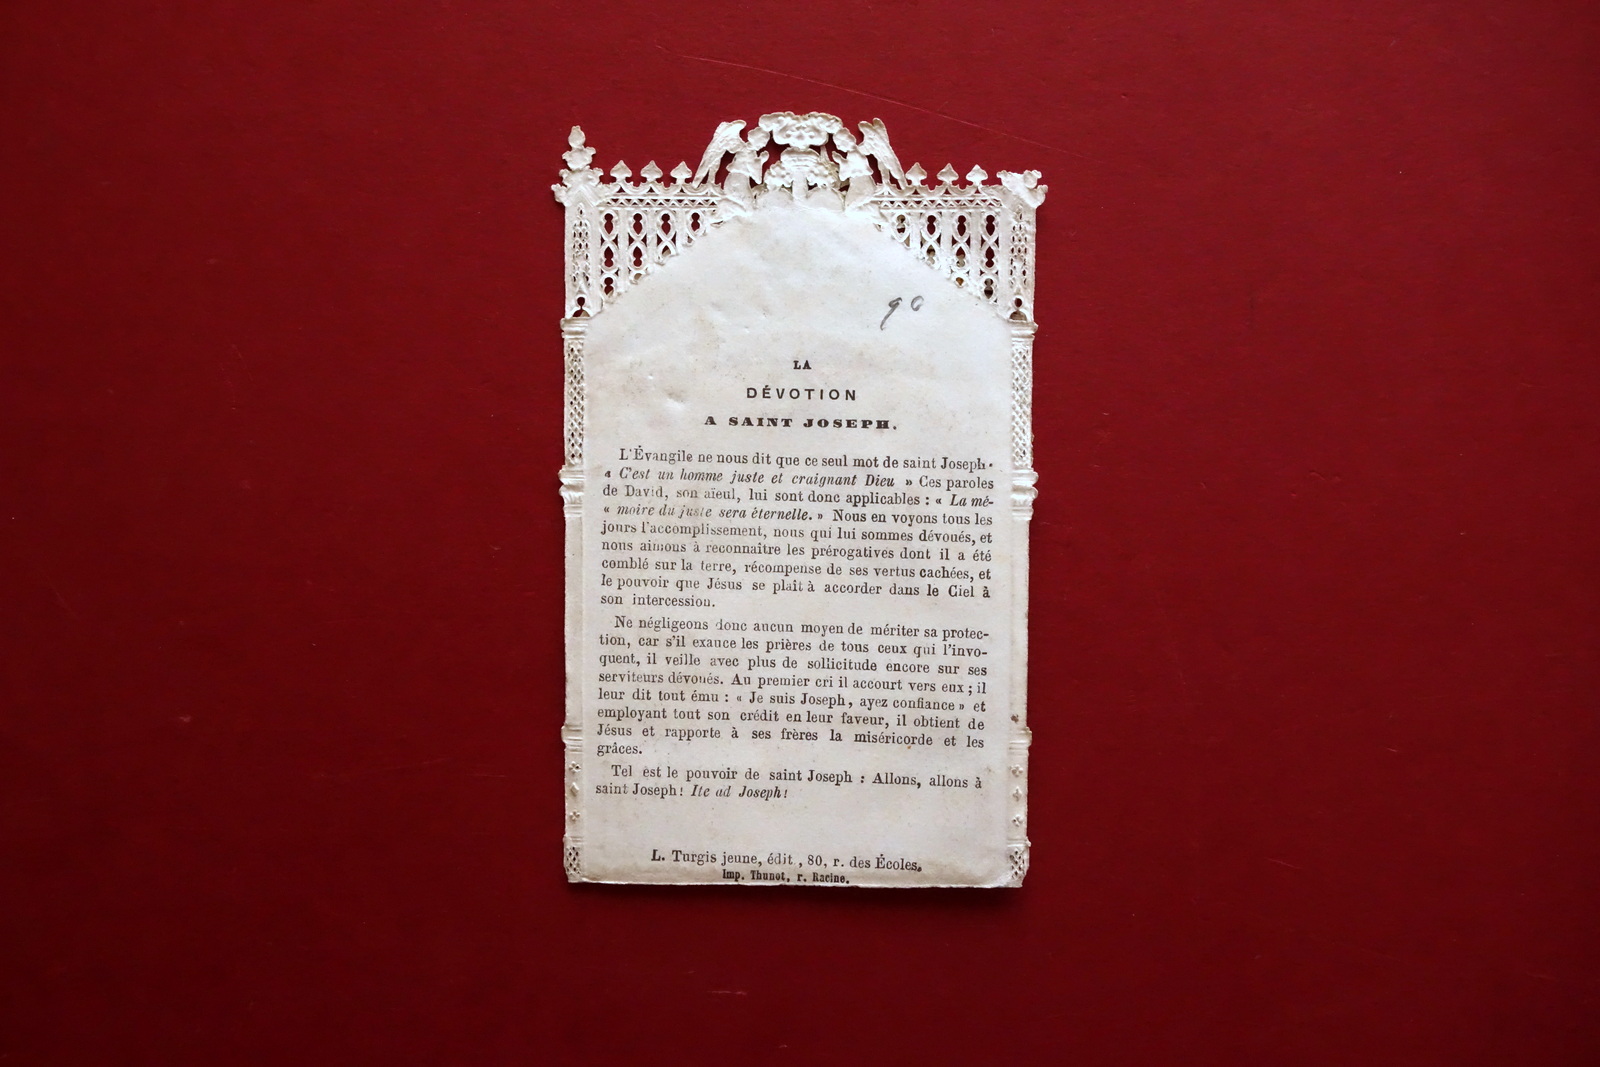 90
LA
DÉVOTION
A SAINT JOSEPH.
L'Évangile ne nous dit que ce seul mot de saint Joseph·
« C'est un homme juste et craignant Dieu » Ces paroles
de David, son aïeul, lui sont donc applicables : « La mé-
« moire du juste sera éternelle. » Nous en voyons tous les
jours l'accomplissement, nous qui lui sommes dévoués, et
nous aimons à reconnaître les prérogatives dont il a été
comblé sur la terre, récompense de ses vertus cachées, et
le pouvoir que Jésus se plaît à accorder dans le Ciel à
son intercession.
Ne négligeons donc aucun moyen de mériter sa protec-
tion, car s'il exauce les prières de tous ceux qui l'invo-
quent, il veille avec plus de sollicitude encore sur ses
serviteurs dévoués. Au premier cri il accourt vers eux ; il
leur dit tout ému : « Je suis Joseph, ayez confiance » et
employant tout son crédit en leur faveur, il obtient de
Jésus et rapporte à ses frères la miséricorde et les
grâces.
Tel est le pouvoir de saint Joseph : Allons, allons à
saint Joseph! Ite ad Joseph!
L. Turgis jeune, édit., 80, r. des Écoles.
Imp. Thunot, r. Racine.